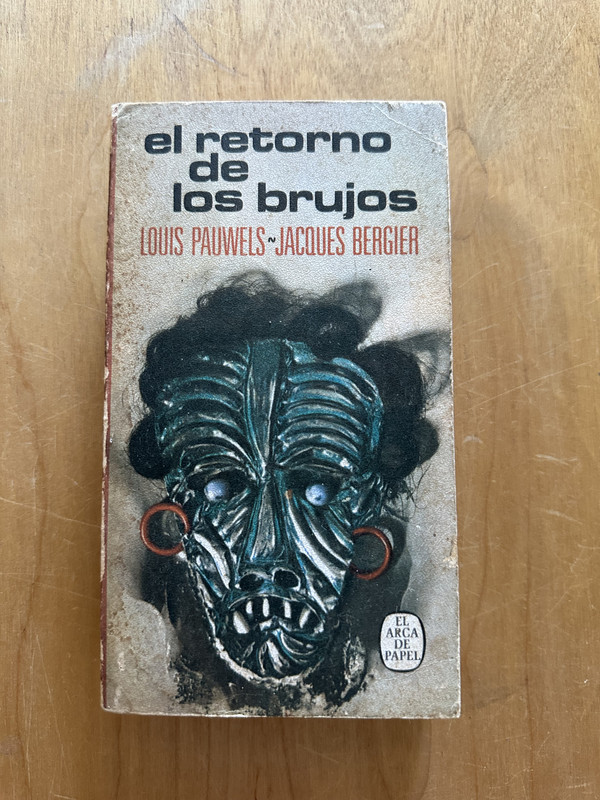 el retorno
de
los brujos
LOUIS PAUWELS ~ JACQUES BERGIER
EL
ARCA
DE
PAPEL